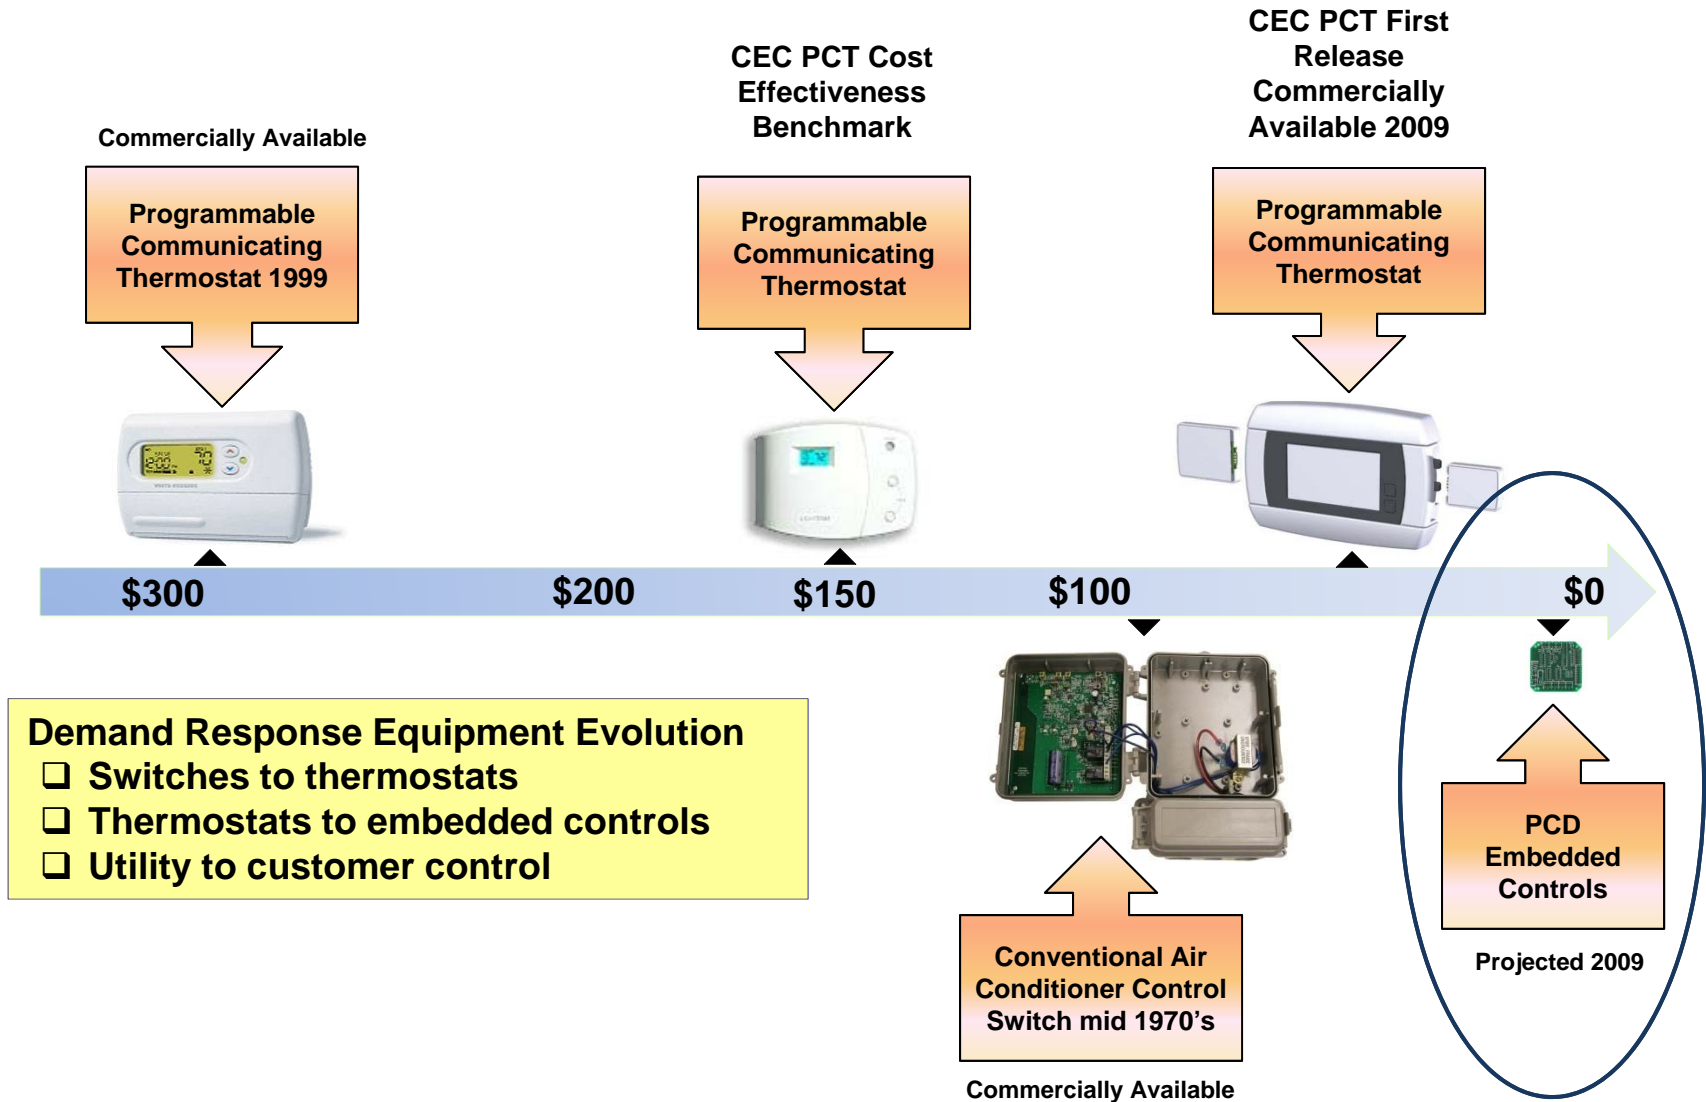 CEC PCT First
Release
Commercially
Available 2009
CEC PCT Cost
Effectiveness
Benchmark
Commercially Available
Programmable
Communicating
Thermostat 1999
Programmable
Communicating
Thermostat
Programmable
Communicating
Thermostat
$300
$200
$150
$100
$0
Demand Response Equipment Evolution
❑ Switches to thermostats
❑ Thermostats to embedded controls
❑ Utility to customer control
PCD
Embedded
Controls
Projected 2009
Conventional Air
Conditioner Control
Switch mid 1970’s
Commercially Available